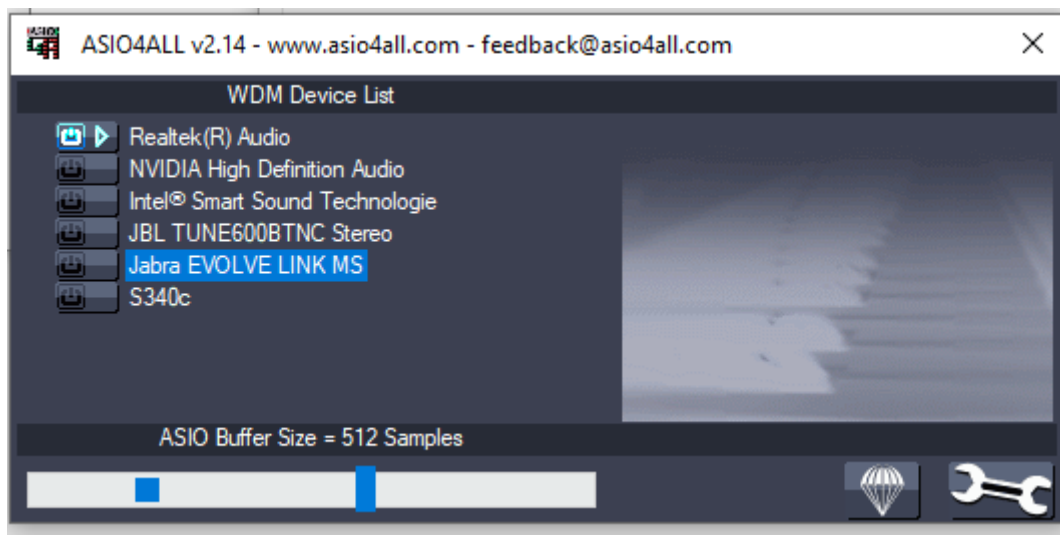 ASIO4ALL v2.14 - www.asio4all.com - feedback@asio4all.com
WDM Device List
Realtek(R) Audio
NVIDIA High Definition Audio
Intel® Smart Sound Technologie
JBL TUNE600BTNC Stereo
Jabra EVOLVE LINK MS
S340c
ASIO Buffer Size = 512 Samples